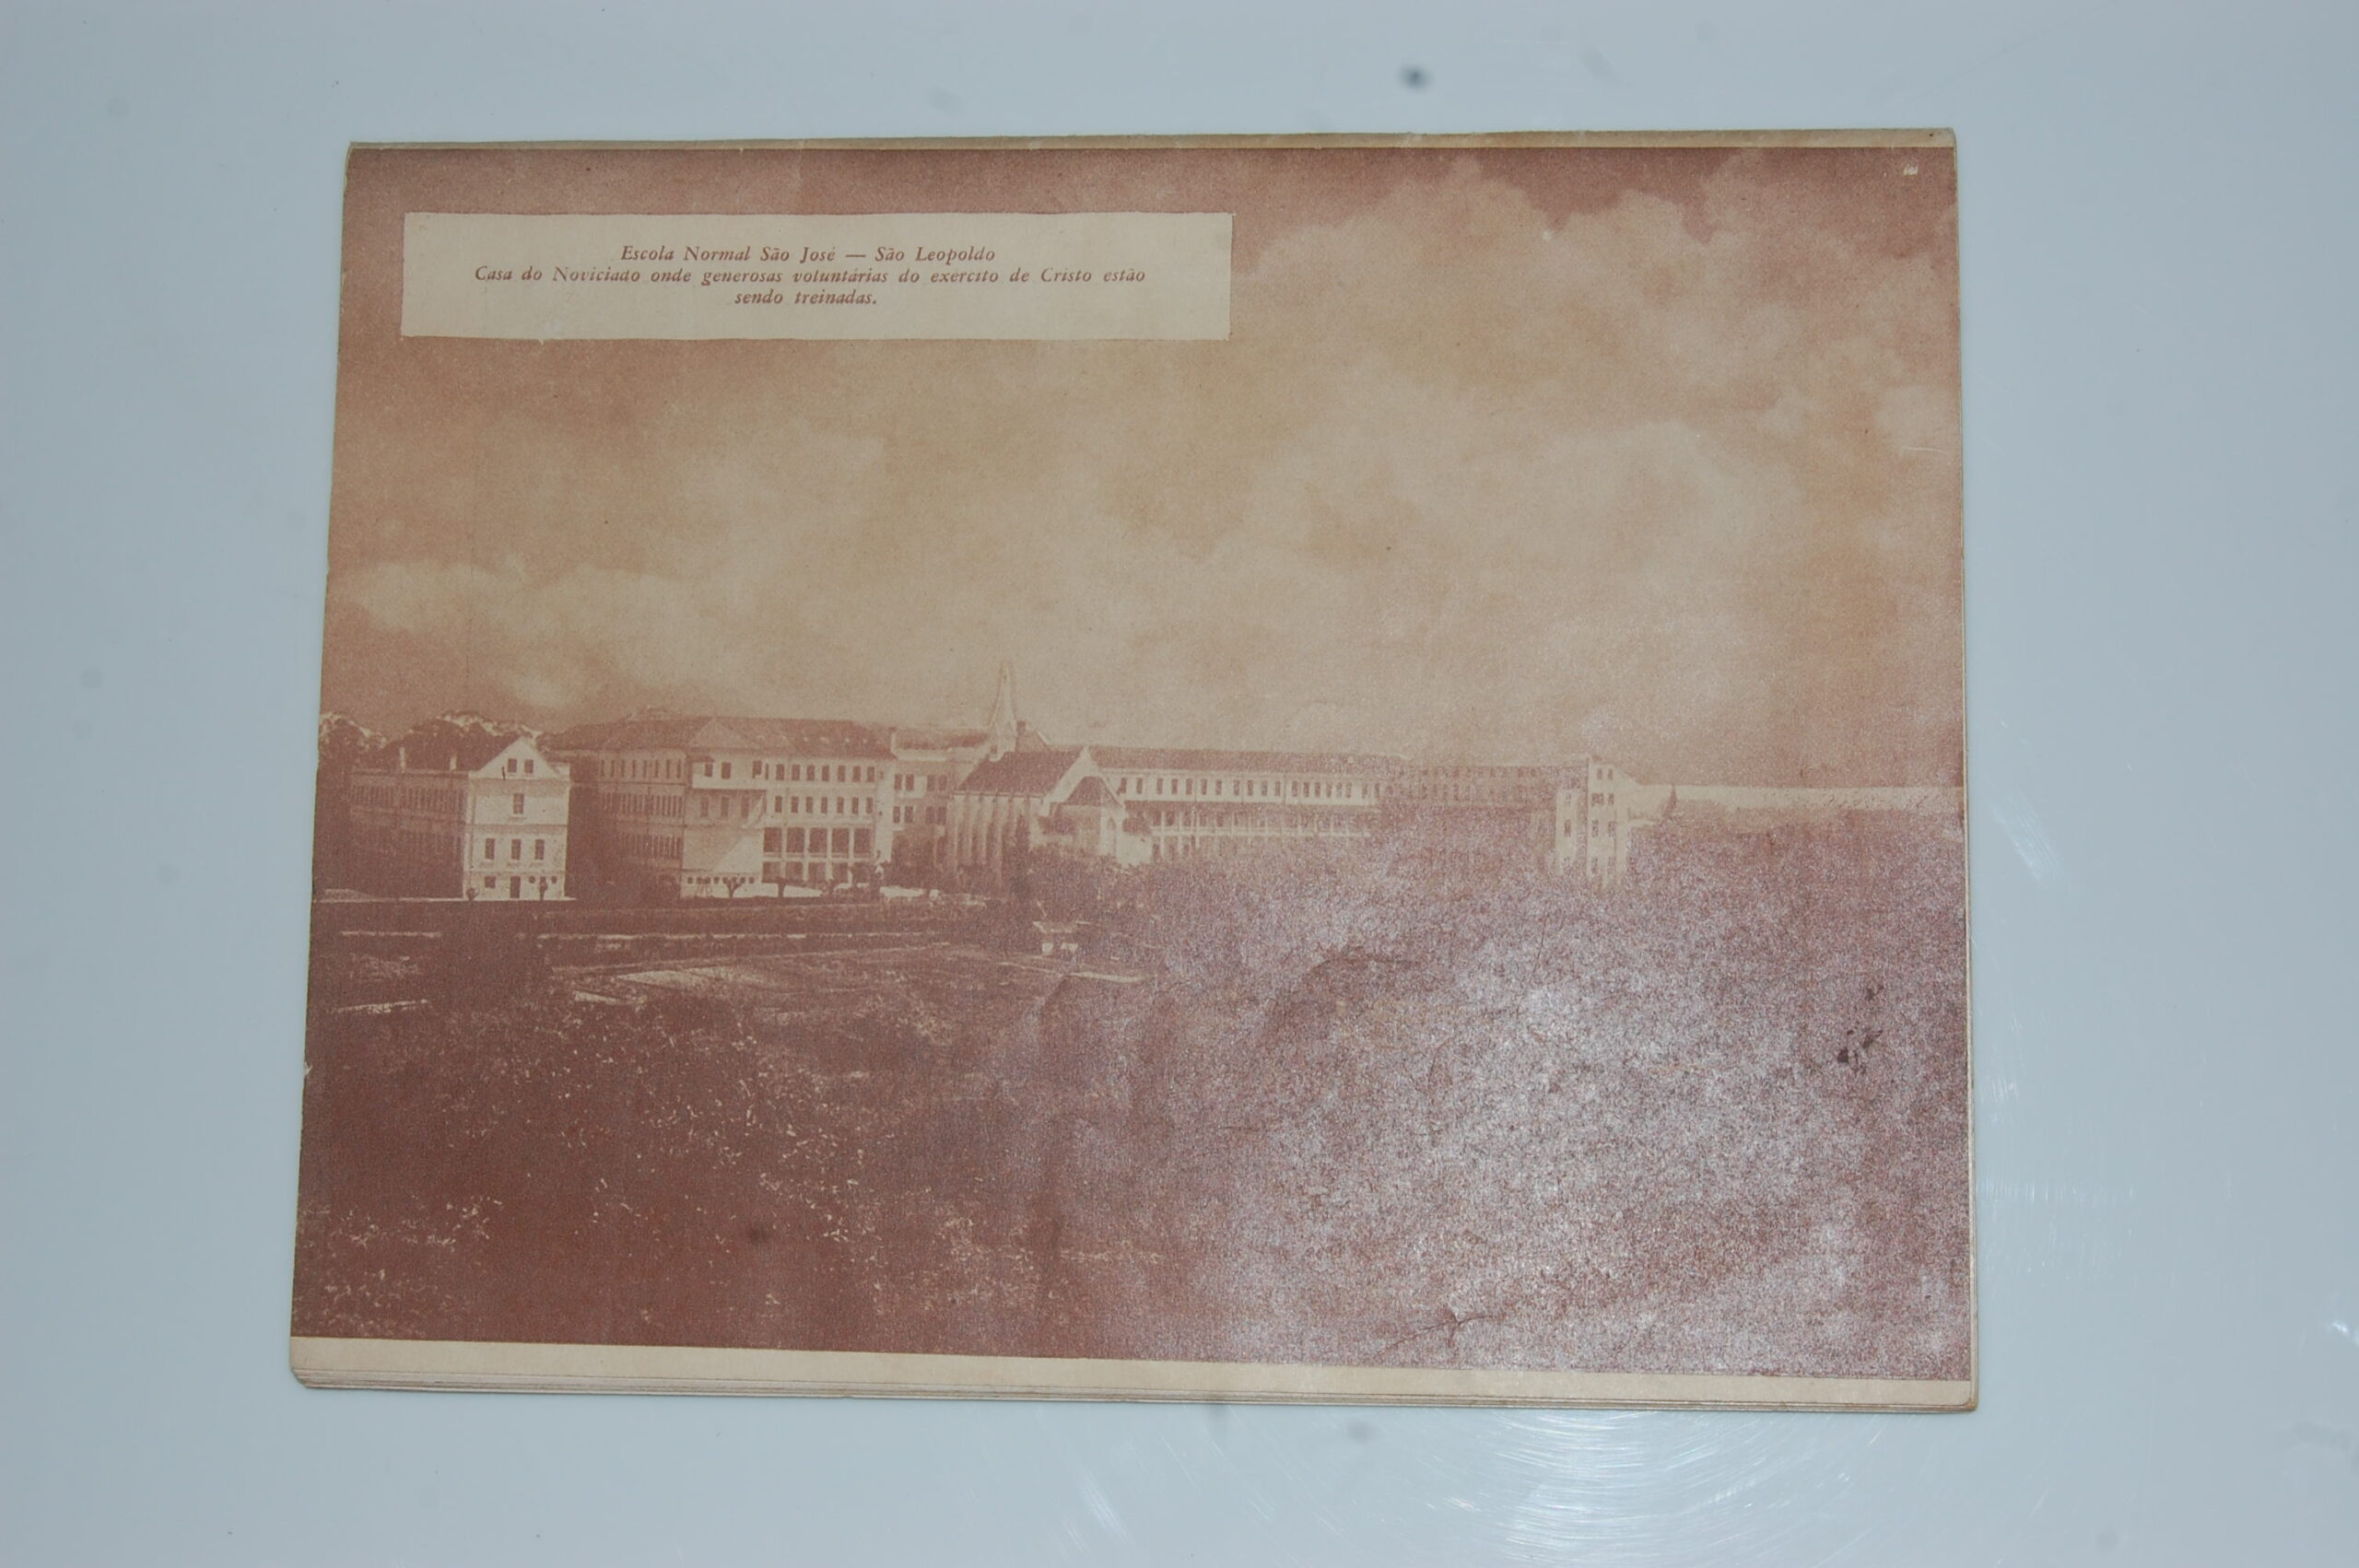 Escola Normal São José — São Leopoldo
Casa do Noviciado onde generosas voluntárias do exercito de Cristo estão
sendo treinadas.